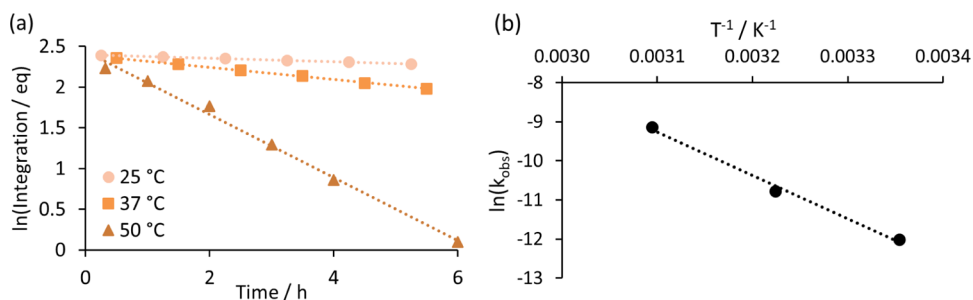 (a)
2.5
2
1.5
1
0.5
0
ln(Integration / eq)
25 °C
37 °C
50 °C
0
2
4
6
Time / h
(b)
T⁻¹ / K⁻¹
0.0030
0.0031
0.0032
0.0033
0.0034
-8
-9
-10
-11
-12
-13
ln(kobs)